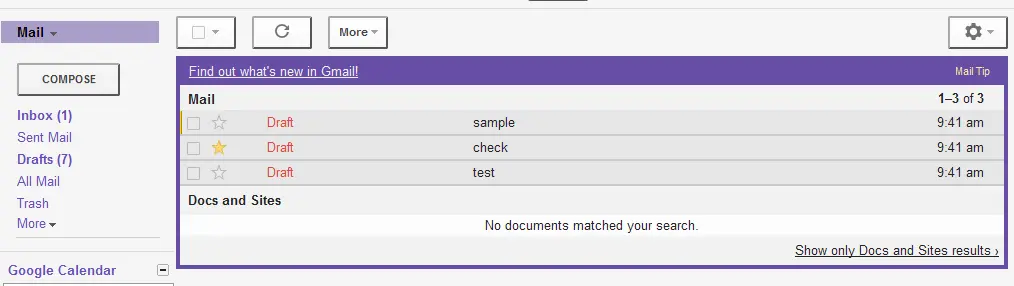 Mail
More
COMPOSE
Inbox (1)
Sent Mail
Drafts (7)
All Mail
Trash
More
Google Calendar
Find out what's new in Gmail! Mail Tip
Mail 1–3 of 3
Draft sample 9:41 am
Draft check 9:41 am
Draft test 9:41 am
Docs and Sites
No documents matched your search.
Show only Docs and Sites results ›